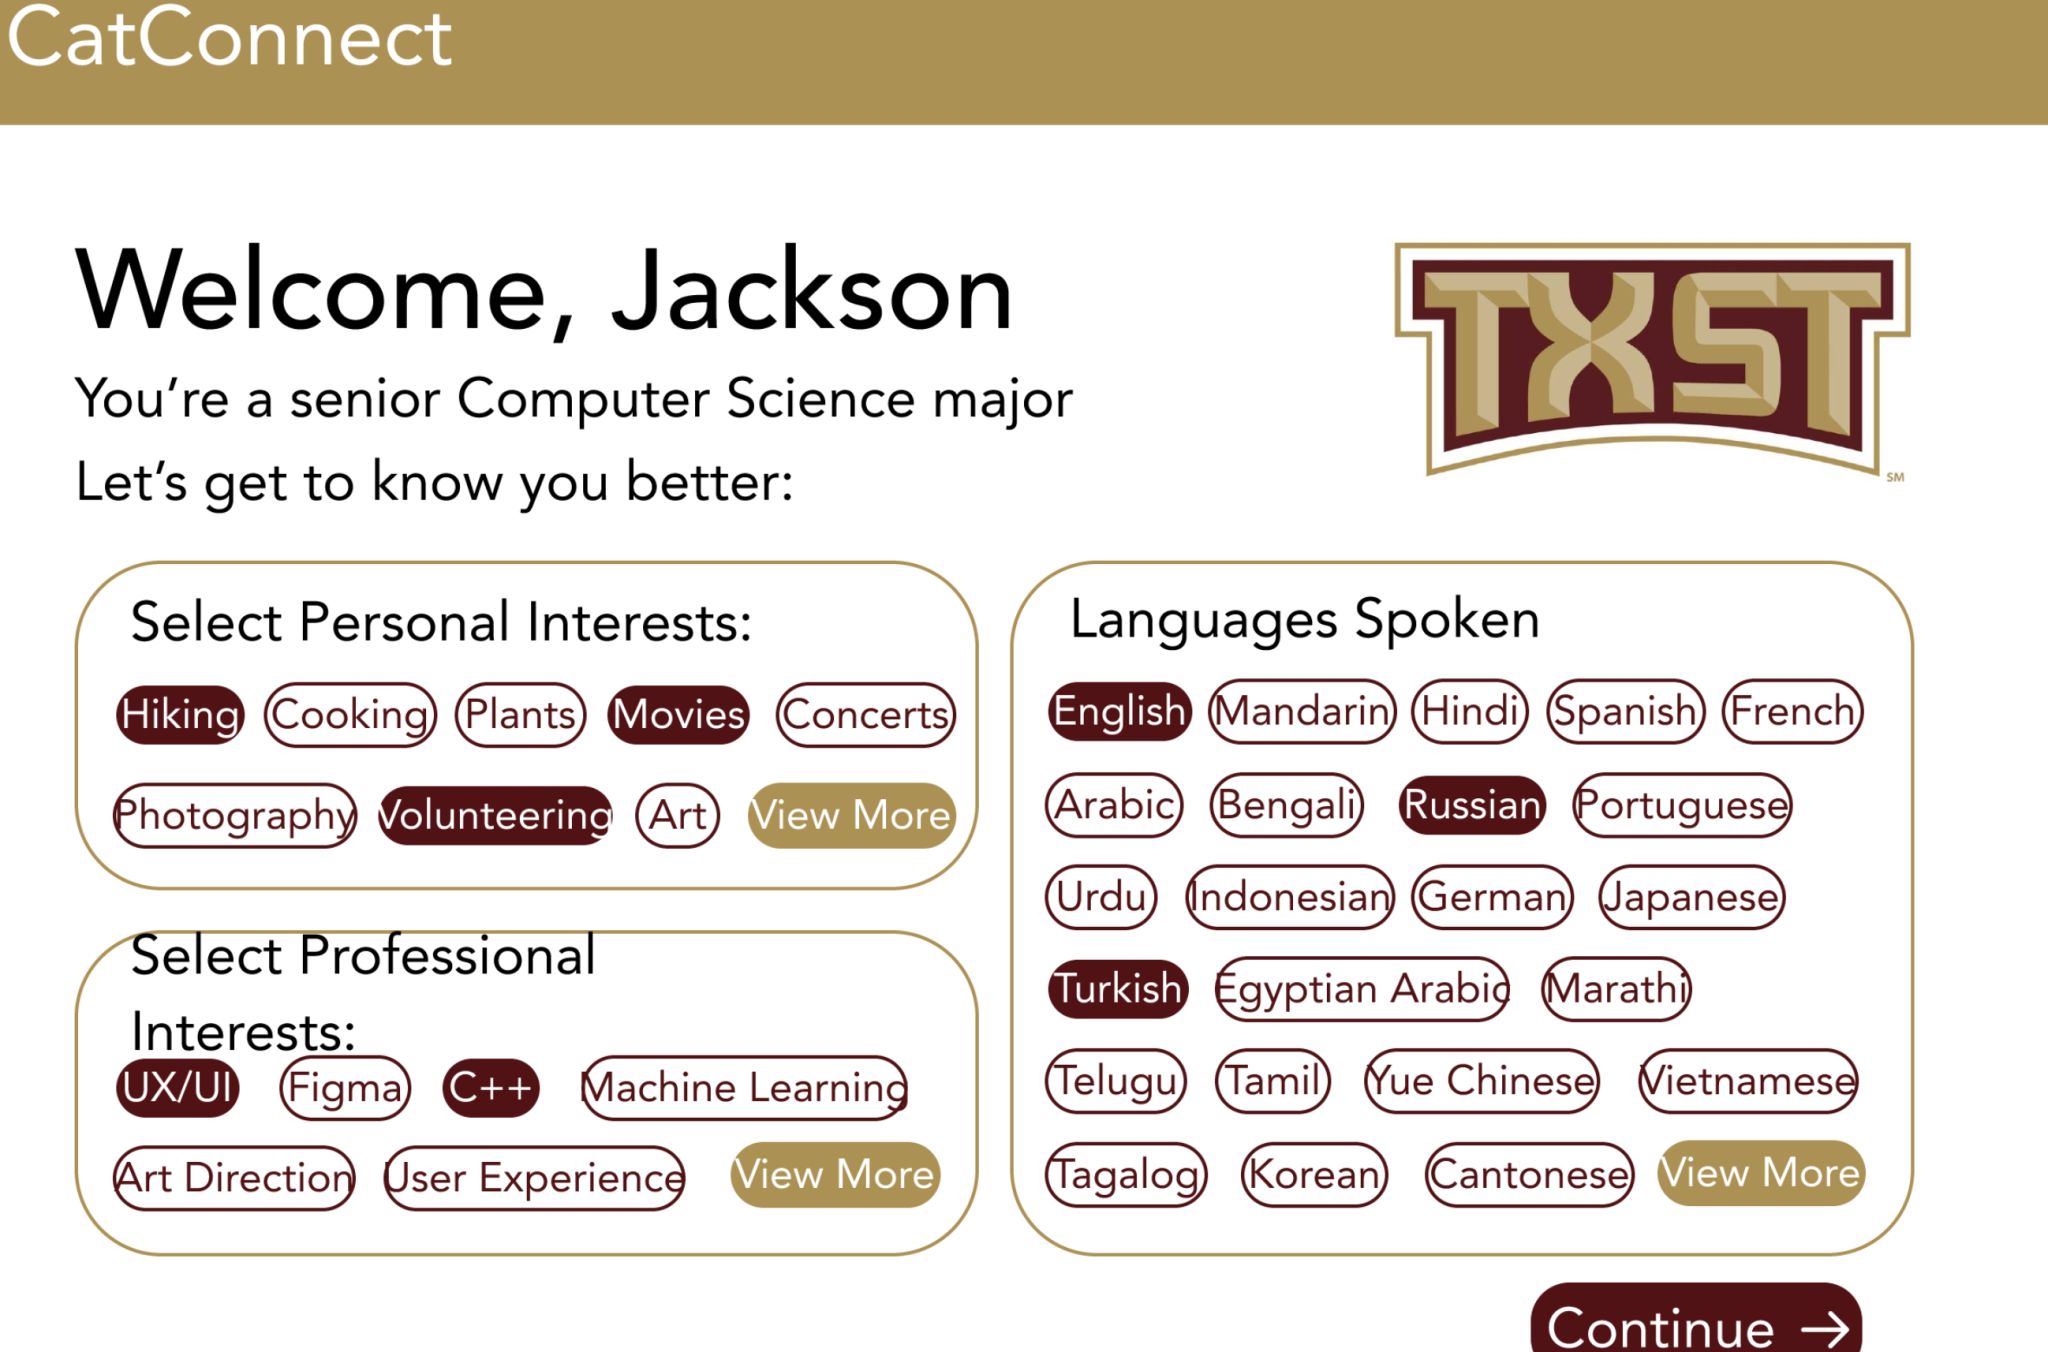 CatConnect
Welcome, Jackson
You're a senior Computer Science major
Let's get to know you better:
TXST
SM
Select Personal Interests:
Hiking Cooking Plants Movies Concerts
Photography Volunteering Art View More
Select Professional
Interests:
UX/UI Figma C++ Machine Learning
Art Direction User Experience View More
Languages Spoken
English Mandarin Hindi Spanish French
Arabic Bengali Russian Portuguese
Urdu Indonesian German Japanese
Turkish Egyptian Arabic Marathi
Telugu Tamil Yue Chinese Vietnamese
Tagalog Korean Cantonese View More
Continue →